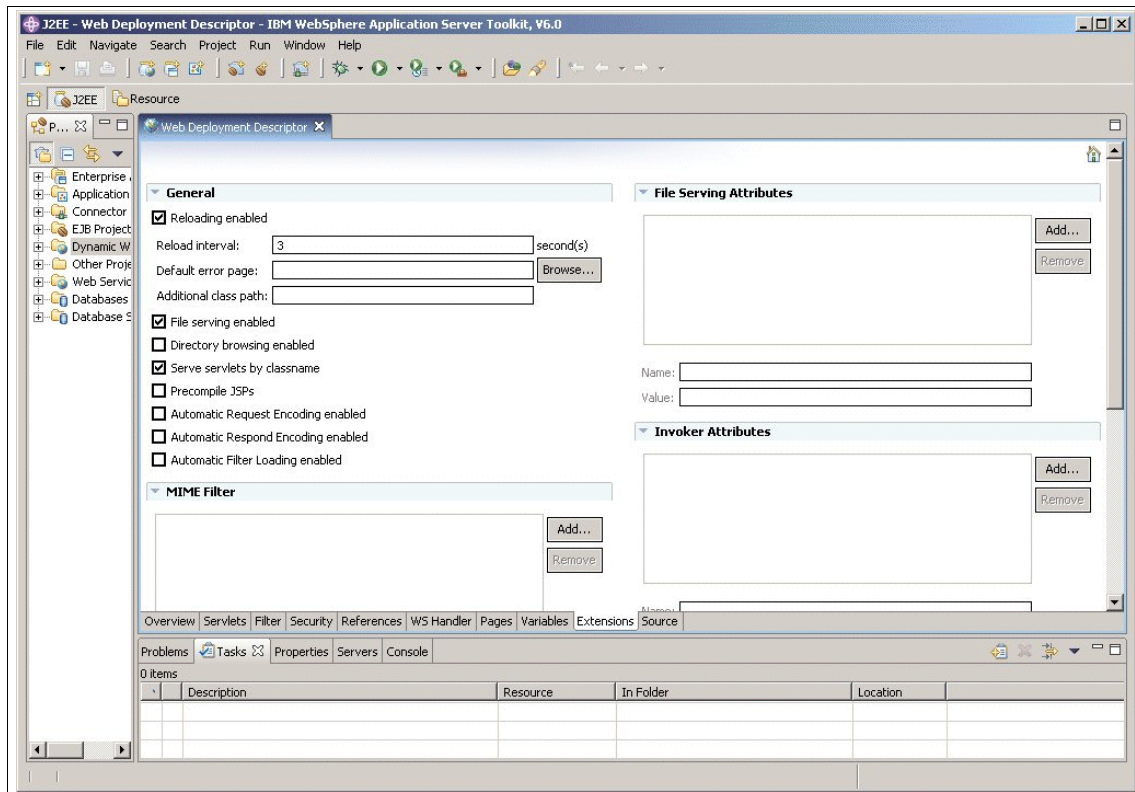 J2EE - Web Deployment Descriptor - IBM WebSphere Application Server Toolkit, V6.0
File Edit Navigate Search Project Run Window Help
J2EE Resource
P...
Web Deployment Descriptor
Enterprise
Application
Connector
EJB Project
Dynamic W
Other Proje
Web Servic
Databases
Database S
General
Reloading enabled
Reload interval: 3 second(s)
Default error page: Browse...
Additional class path:
File serving enabled
Directory browsing enabled
Serve servlets by classname
Precompile JSPs
Automatic Request Encoding enabled
Automatic Respond Encoding enabled
Automatic Filter Loading enabled
MIME Filter
Add...
Remove
File Serving Attributes
Add...
Remove
Name:
Value:
Invoker Attributes
Add...
Remove
Name:
Overview Servlets Filter Security References WS Handler Pages Variables Extensions Source
Problems Tasks Properties Servers Console
0 items
Description Resource In Folder Location